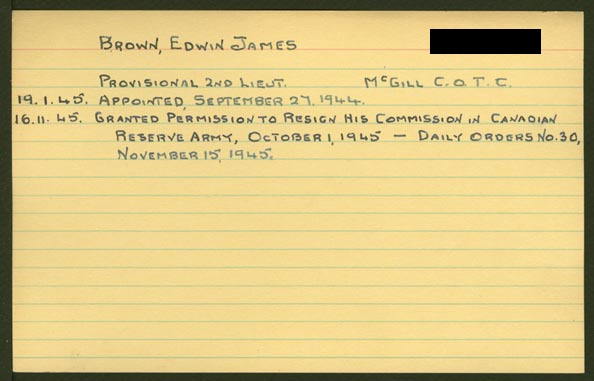 BROWN, EDWIN JAMES
PROVISIONAL 2ND LIEUT. McGILL C.O.T.C.
19.1.45. APPOINTED, SEPTEMBER 27, 1944.
16.11.45. GRANTED PERMISSION TO RESIGN HIS COMMISSION IN CANADIAN
RESERVE ARMY, OCTOBER 1, 1945 — DAILY ORDERS NO. 30,
NOVEMBER 15, 1945.